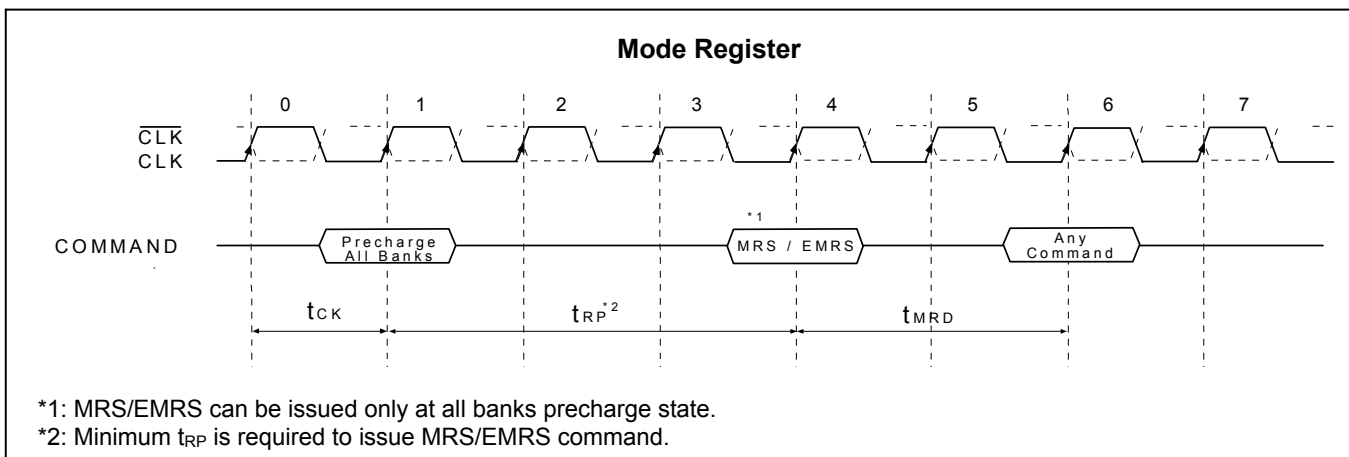 Mode Register
0 1 2 3 4 5 6 7
CLK
CLK
*1
COMMAND
Precharge
All Banks
MRS / EMRS
Any
Command
tCK
tRP*2
tMRD
*1: MRS/EMRS can be issued only at all banks precharge state.
*2: Minimum tRP is required to issue MRS/EMRS command.